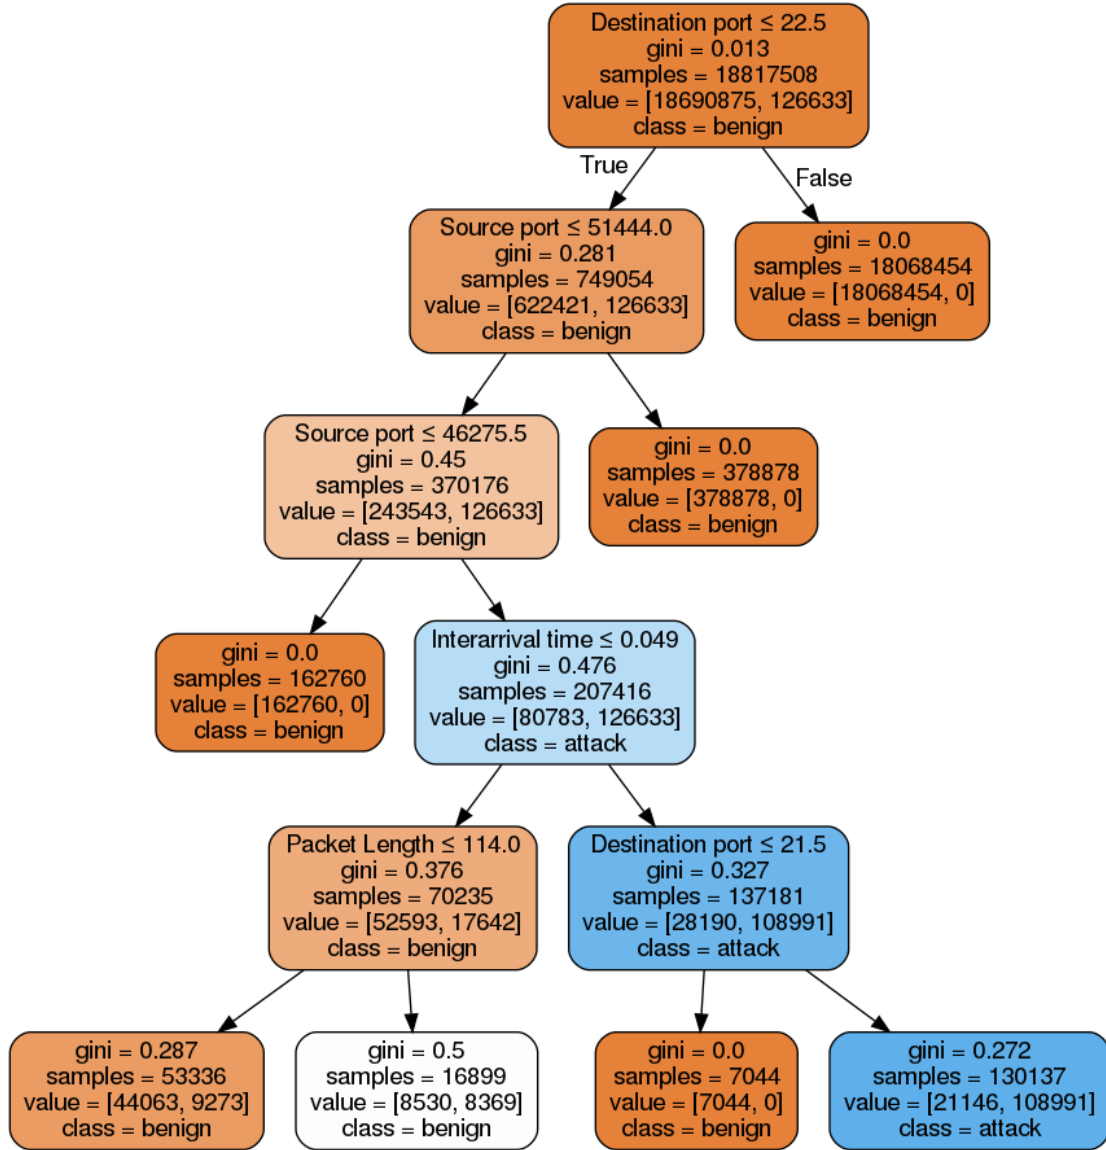 Destination port ≤ 22.5
gini = 0.013
samples = 18817508
value = [18690875, 126633]
class = benign
True
False
Source port ≤ 51444.0
gini = 0.281
samples = 749054
value = [622421, 126633]
class = benign
gini = 0.0
samples = 18068454
value = [18068454, 0]
class = benign
Source port ≤ 46275.5
gini = 0.45
samples = 370176
value = [243543, 126633]
class = benign
gini = 0.0
samples = 378878
value = [378878, 0]
class = benign
gini = 0.0
samples = 162760
value = [162760, 0]
class = benign
Interarrival time ≤ 0.049
gini = 0.476
samples = 207416
value = [80783, 126633]
class = attack
Packet Length ≤ 114.0
gini = 0.376
samples = 70235
value = [52593, 17642]
class = benign
Destination port ≤ 21.5
gini = 0.327
samples = 137181
value = [28190, 108991]
class = attack
gini = 0.287
samples = 53336
value = [44063, 9273]
class = benign
gini = 0.5
samples = 16899
value = [8530, 8369]
class = benign
gini = 0.0
samples = 7044
value = [7044, 0]
class = benign
gini = 0.272
samples = 130137
value = [21146, 108991]
class = attack